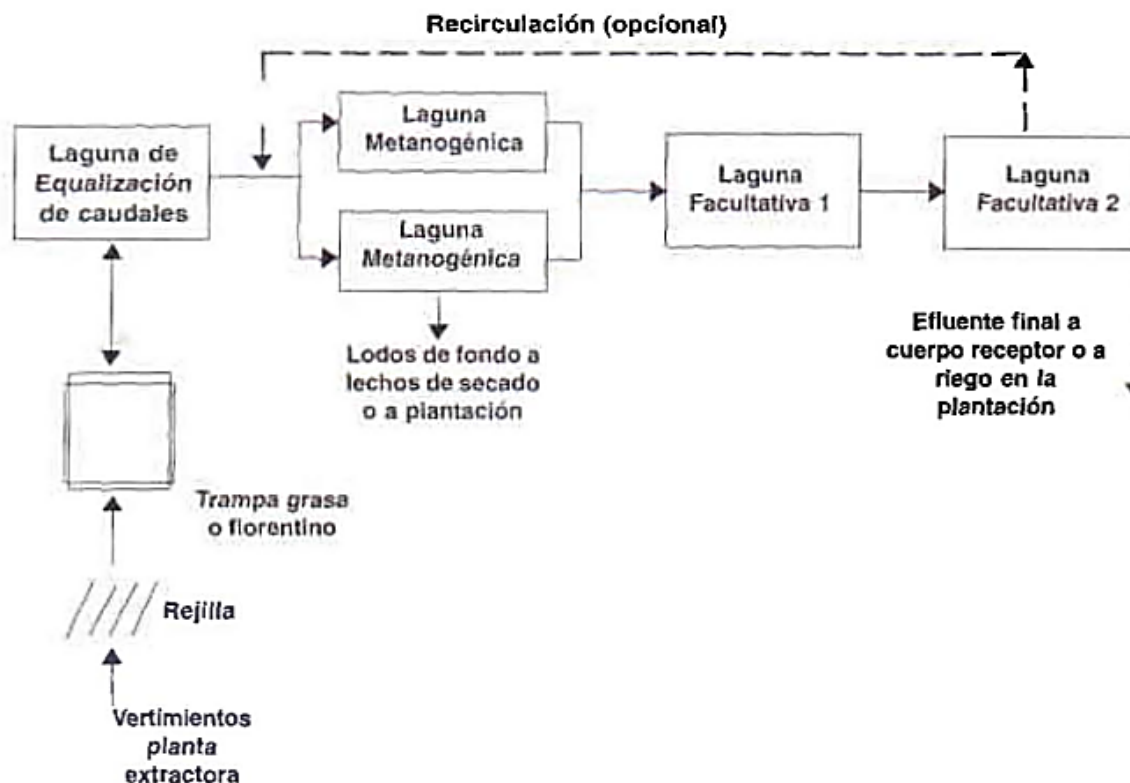 Recirculación (opcional)
Laguna de
Equalización
de caudales
Laguna
Metanogénica
Laguna
Metanogénica
Laguna
Facultativa 1
Laguna
Facultativa 2
Lodos de fondo a
lechos de secado
o a plantación
Efluente final a
cuerpo receptor o a
riego en la
plantación
Trampa grasa
o florentino
Rejilla
Vertimientos
planta
extractora